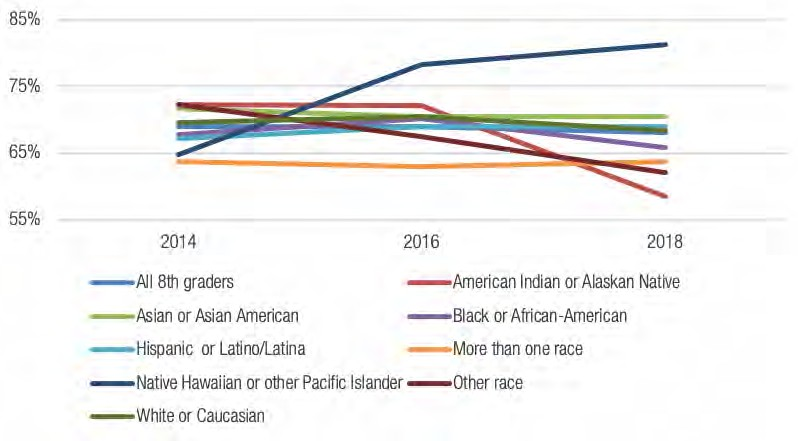 85%
75%
65%
55%
2014 2016 2018
All 8th graders American Indian or Alaskan Native
Asian or Asian American Black or African-American
Hispanic or Latino/Latina More than one race
Native Hawaiian or other Pacific Islander Other race
White or Caucasian